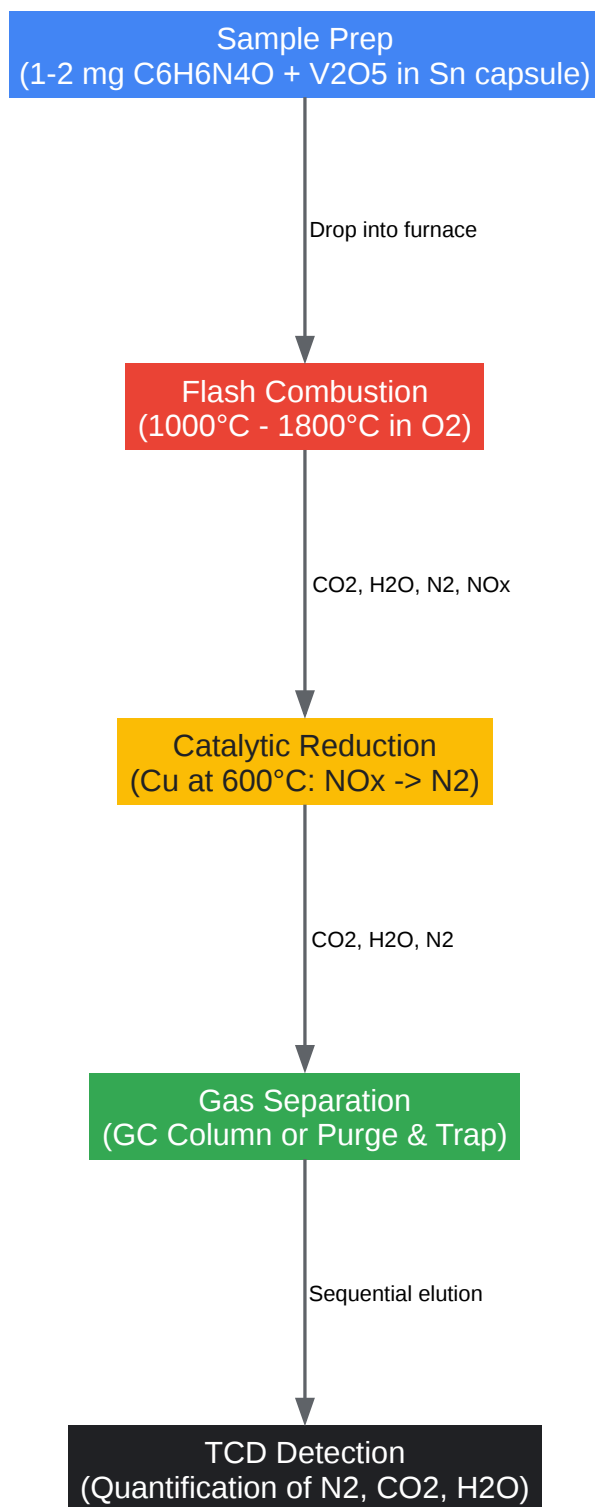 Sample Prep
(1-2 mg C6H6N4O + V2O5 in Sn capsule)
Drop into furnace
Flash Combustion
(1000°C - 1800°C in O2)
CO2, H2O, N2, NOx
Catalytic Reduction
(Cu at 600°C: NOx -> N2)
CO2, H2O, N2
Gas Separation
(GC Column or Purge & Trap)
Sequential elution
TCD Detection
(Quantification of N2, CO2, H2O)